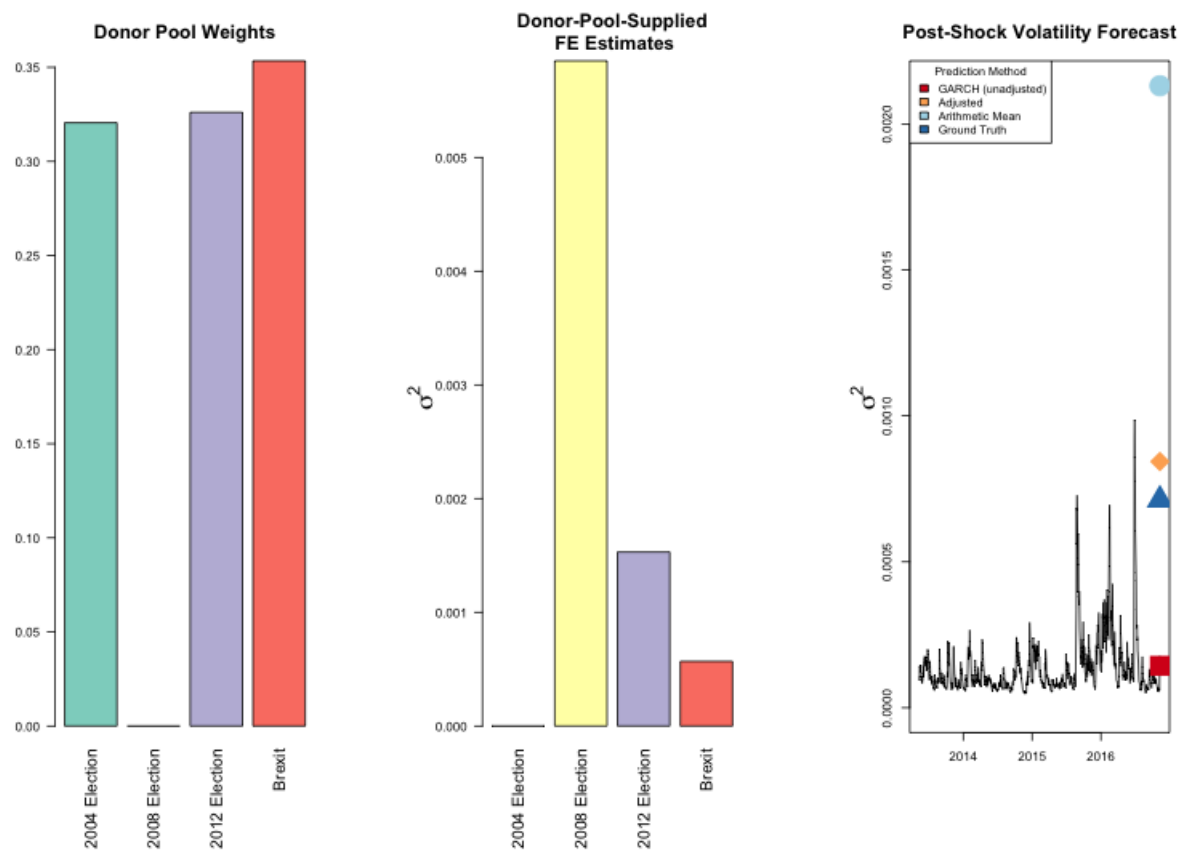 Donor Pool Weights
0.35
0.30
0.25
0.20
0.15
0.10
0.05
0.00
2004 Election
2008 Election
2012 Election
Brexit
Donor-Pool-Supplied
FE Estimates
σ²
0.005
0.004
0.003
0.002
0.001
0.000
2004 Election
2008 Election
2012 Election
Brexit
Post-Shock Volatility Forecast
Prediction Method
GARCH (unadjusted)
Adjusted
Arithmetic Mean
Ground Truth
σ²
0.0020
0.0015
0.0010
0.0005
0.0000
2014
2015
2016